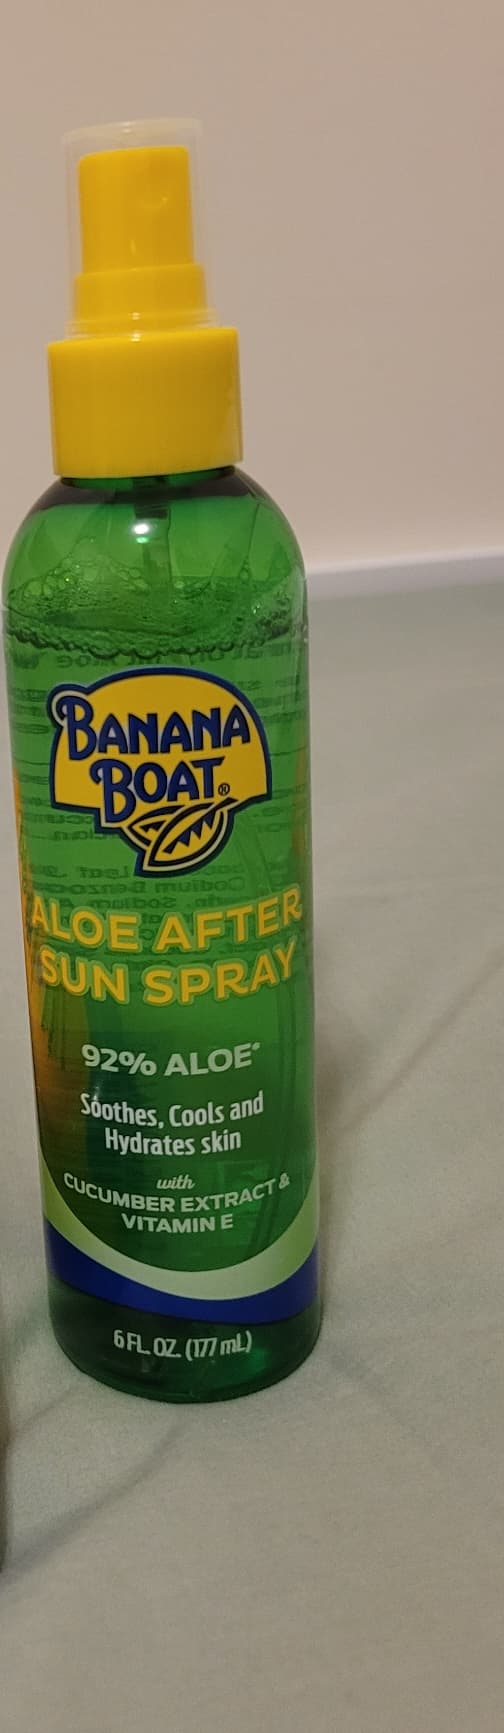 BANANA
BOAT®
ALOE AFTER
SUN SPRAY
92% ALOE*
Soothes, Cools and
Hydrates skin
with
CUCUMBER EXTRACT &
VITAMIN E
6 FL. OZ. (177 mL)